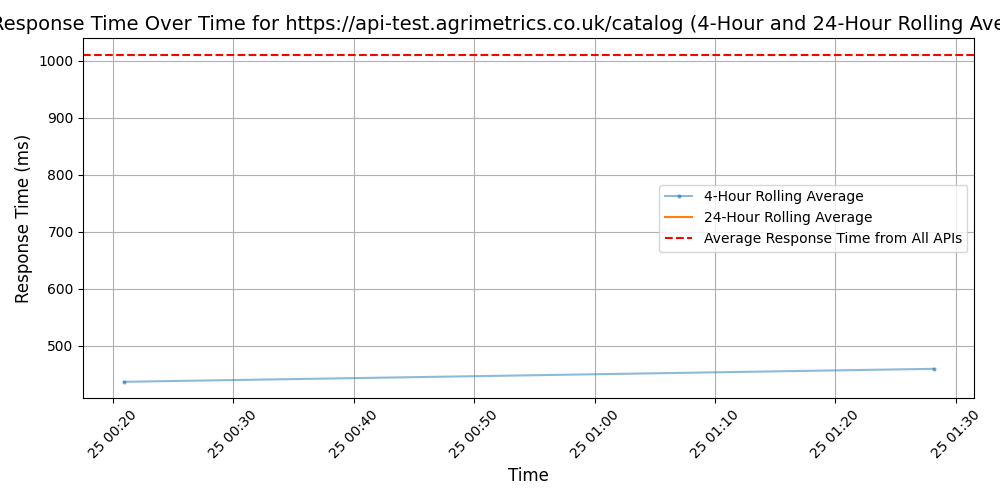 Response Time Over Time for https://api-test.agrimetrics.co.uk/catalog (4-Hour and 24-Hour Rolling Ave
1000
900
800
700
600
500
Response Time (ms)
4-Hour Rolling Average
24-Hour Rolling Average
Average Response Time from All APIs
25 00:20
25 00:30
25 00:40
25 00:50
25 01:00
25 01:10
25 01:20
25 01:30
Time